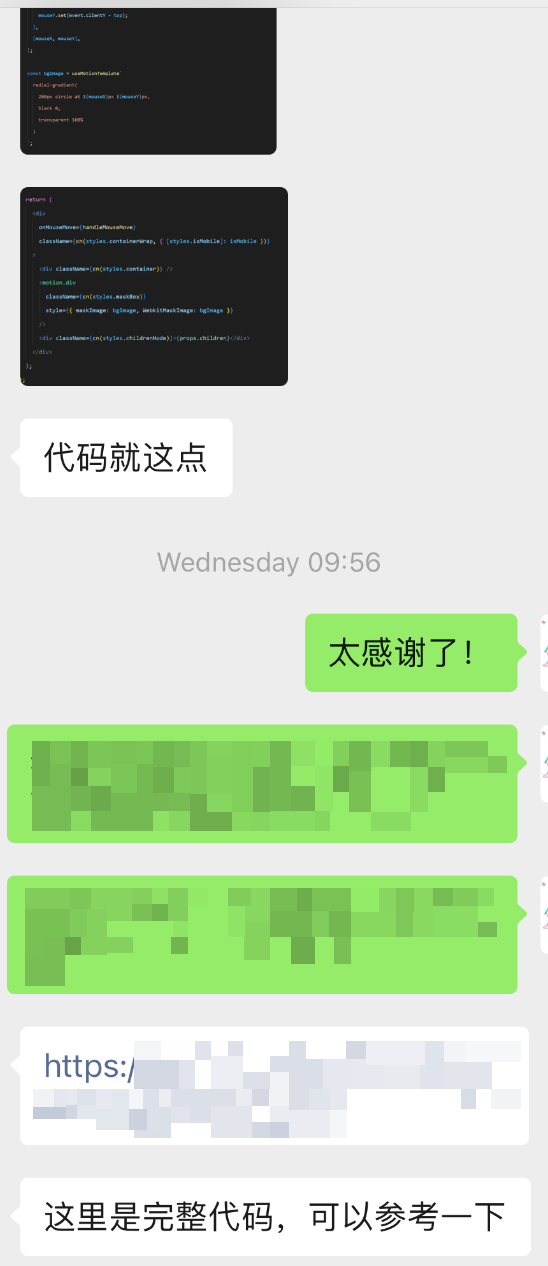 mouseY.set(event.clientY - top);
},
[mouseX, mouseY],
);
const bgImage = useMotionTemplate`
radial-gradient(
200px circle at ${mouseX}px ${mouseY}px,
black 0,
transparent 100%
)
`;
return (
<div
onMouseMove={handleMouseMove}
className={cn(styles.containerWrap, { [styles.isMobile]: isMobile })}
>
<div className={cn(styles.container)} />
<motion.div
className={cn(styles.maskBox)}
style={{ maskImage: bgImage, WebkitMaskImage: bgImage }}
/>
<div className={cn(styles.childrenNode)}>{props.children}</div>
</div>
);
};
代码就这点
Wednesday 09:56
太感谢了！
https:/
这里是完整代码，可以参考一下